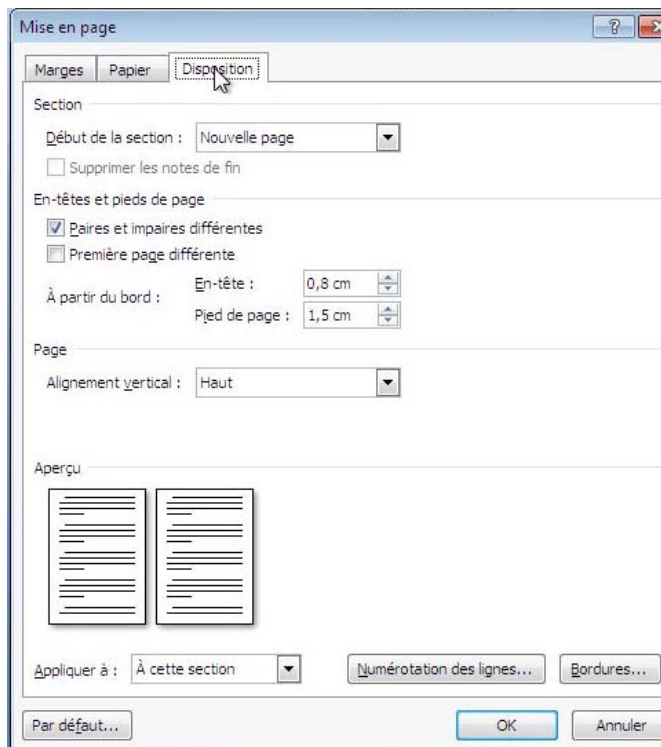 Mise en page
Marges Papier Disposition
Section
Début de la section : Nouvelle page
Supprimer les notes de fin
En-têtes et pieds de page
Paires et impaires différentes
Première page différente
En-tête : 0,8 cm
À partir du bord :
Pied de page : 1,5 cm
Page
Alignement vertical : Haut
Aperçu
Appliquer à : À cette section Numérotation des lignes... Bordures...
Par défaut... OK Annuler